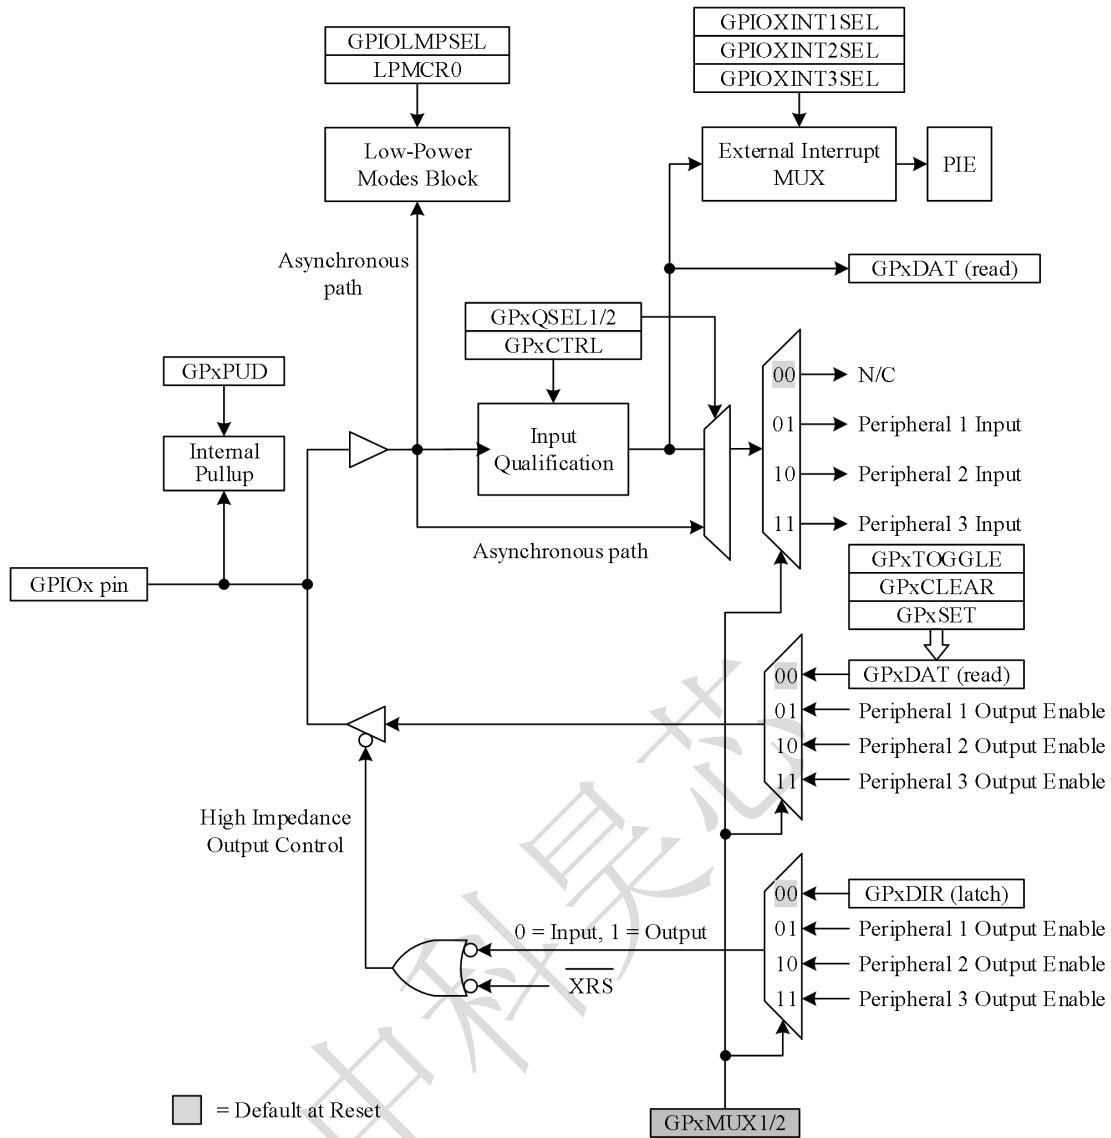 GPIOLMPSEL
LPMCR0
Low-Power
Modes Block
GPIOXINT1SEL
GPIOXINT2SEL
GPIOXINT3SEL
External Interrupt
MUX
PIE
Asynchronous
path
GPxDAT (read)
GPxQSEL1/2
GPxCTRL
GPxPUD
Internal
Pullup
Input
Qualification
00
N/C
01
Peripheral 1 Input
10
Peripheral 2 Input
11
Peripheral 3 Input
Asynchronous path
GPIOx pin
GPxTOGGLE
GPxCLEAR
GPxSET
00
GPxDAT (read)
01
Peripheral 1 Output Enable
10
Peripheral 2 Output Enable
11
Peripheral 3 Output Enable
High Impedance
Output Control
00
GPxDIR (latch)
01
Peripheral 1 Output Enable
10
Peripheral 2 Output Enable
11
Peripheral 3 Output Enable
0 = Input, 1 = Output
XRS
= Default at Reset
GPxMUX1/2
中科昊芯